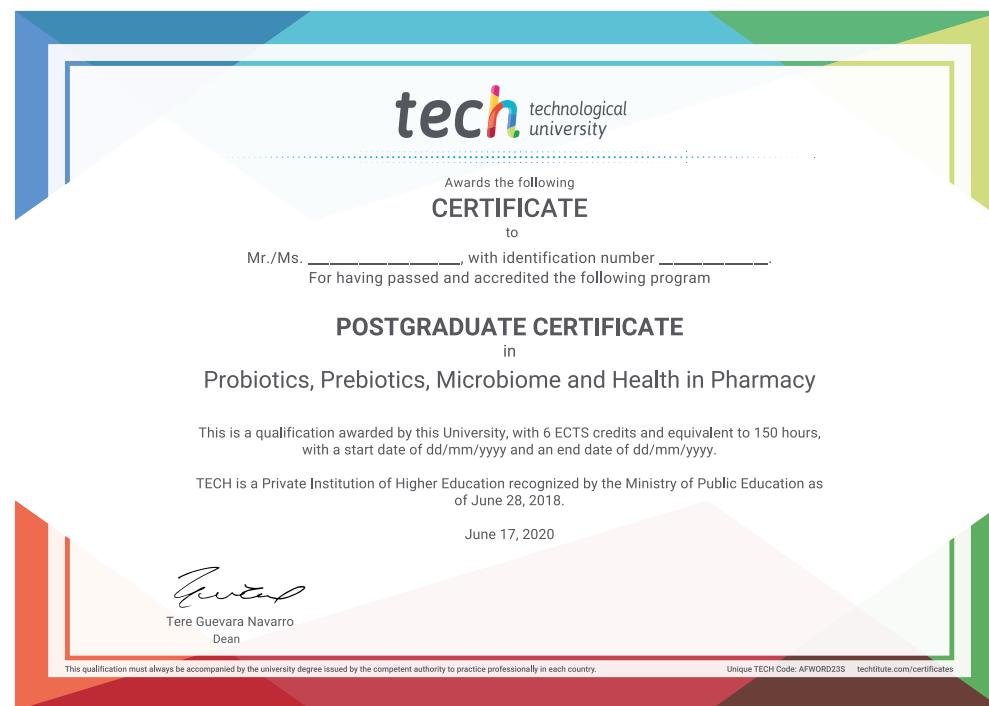 tech technological
university
Awards the following
CERTIFICATE
to
Mr./Ms. ____________________, with identification number ______________.
For having passed and accredited the following program
POSTGRADUATE CERTIFICATE
in
Probiotics, Prebiotics, Microbiome and Health in Pharmacy
This is a qualification awarded by this University, with 6 ECTS credits and equivalent to 150 hours,
with a start date of dd/mm/yyyy and an end date of dd/mm/yyyy.
TECH is a Private Institution of Higher Education recognized by the Ministry of Public Education as
of June 28, 2018.
June 17, 2020
Tere Guevara Navarro
Dean
This qualification must always be accompanied by the university degree issued by the competent authority to practice professionally in each country.
Unique TECH Code: AFWORD23S techtitute.com/certificates